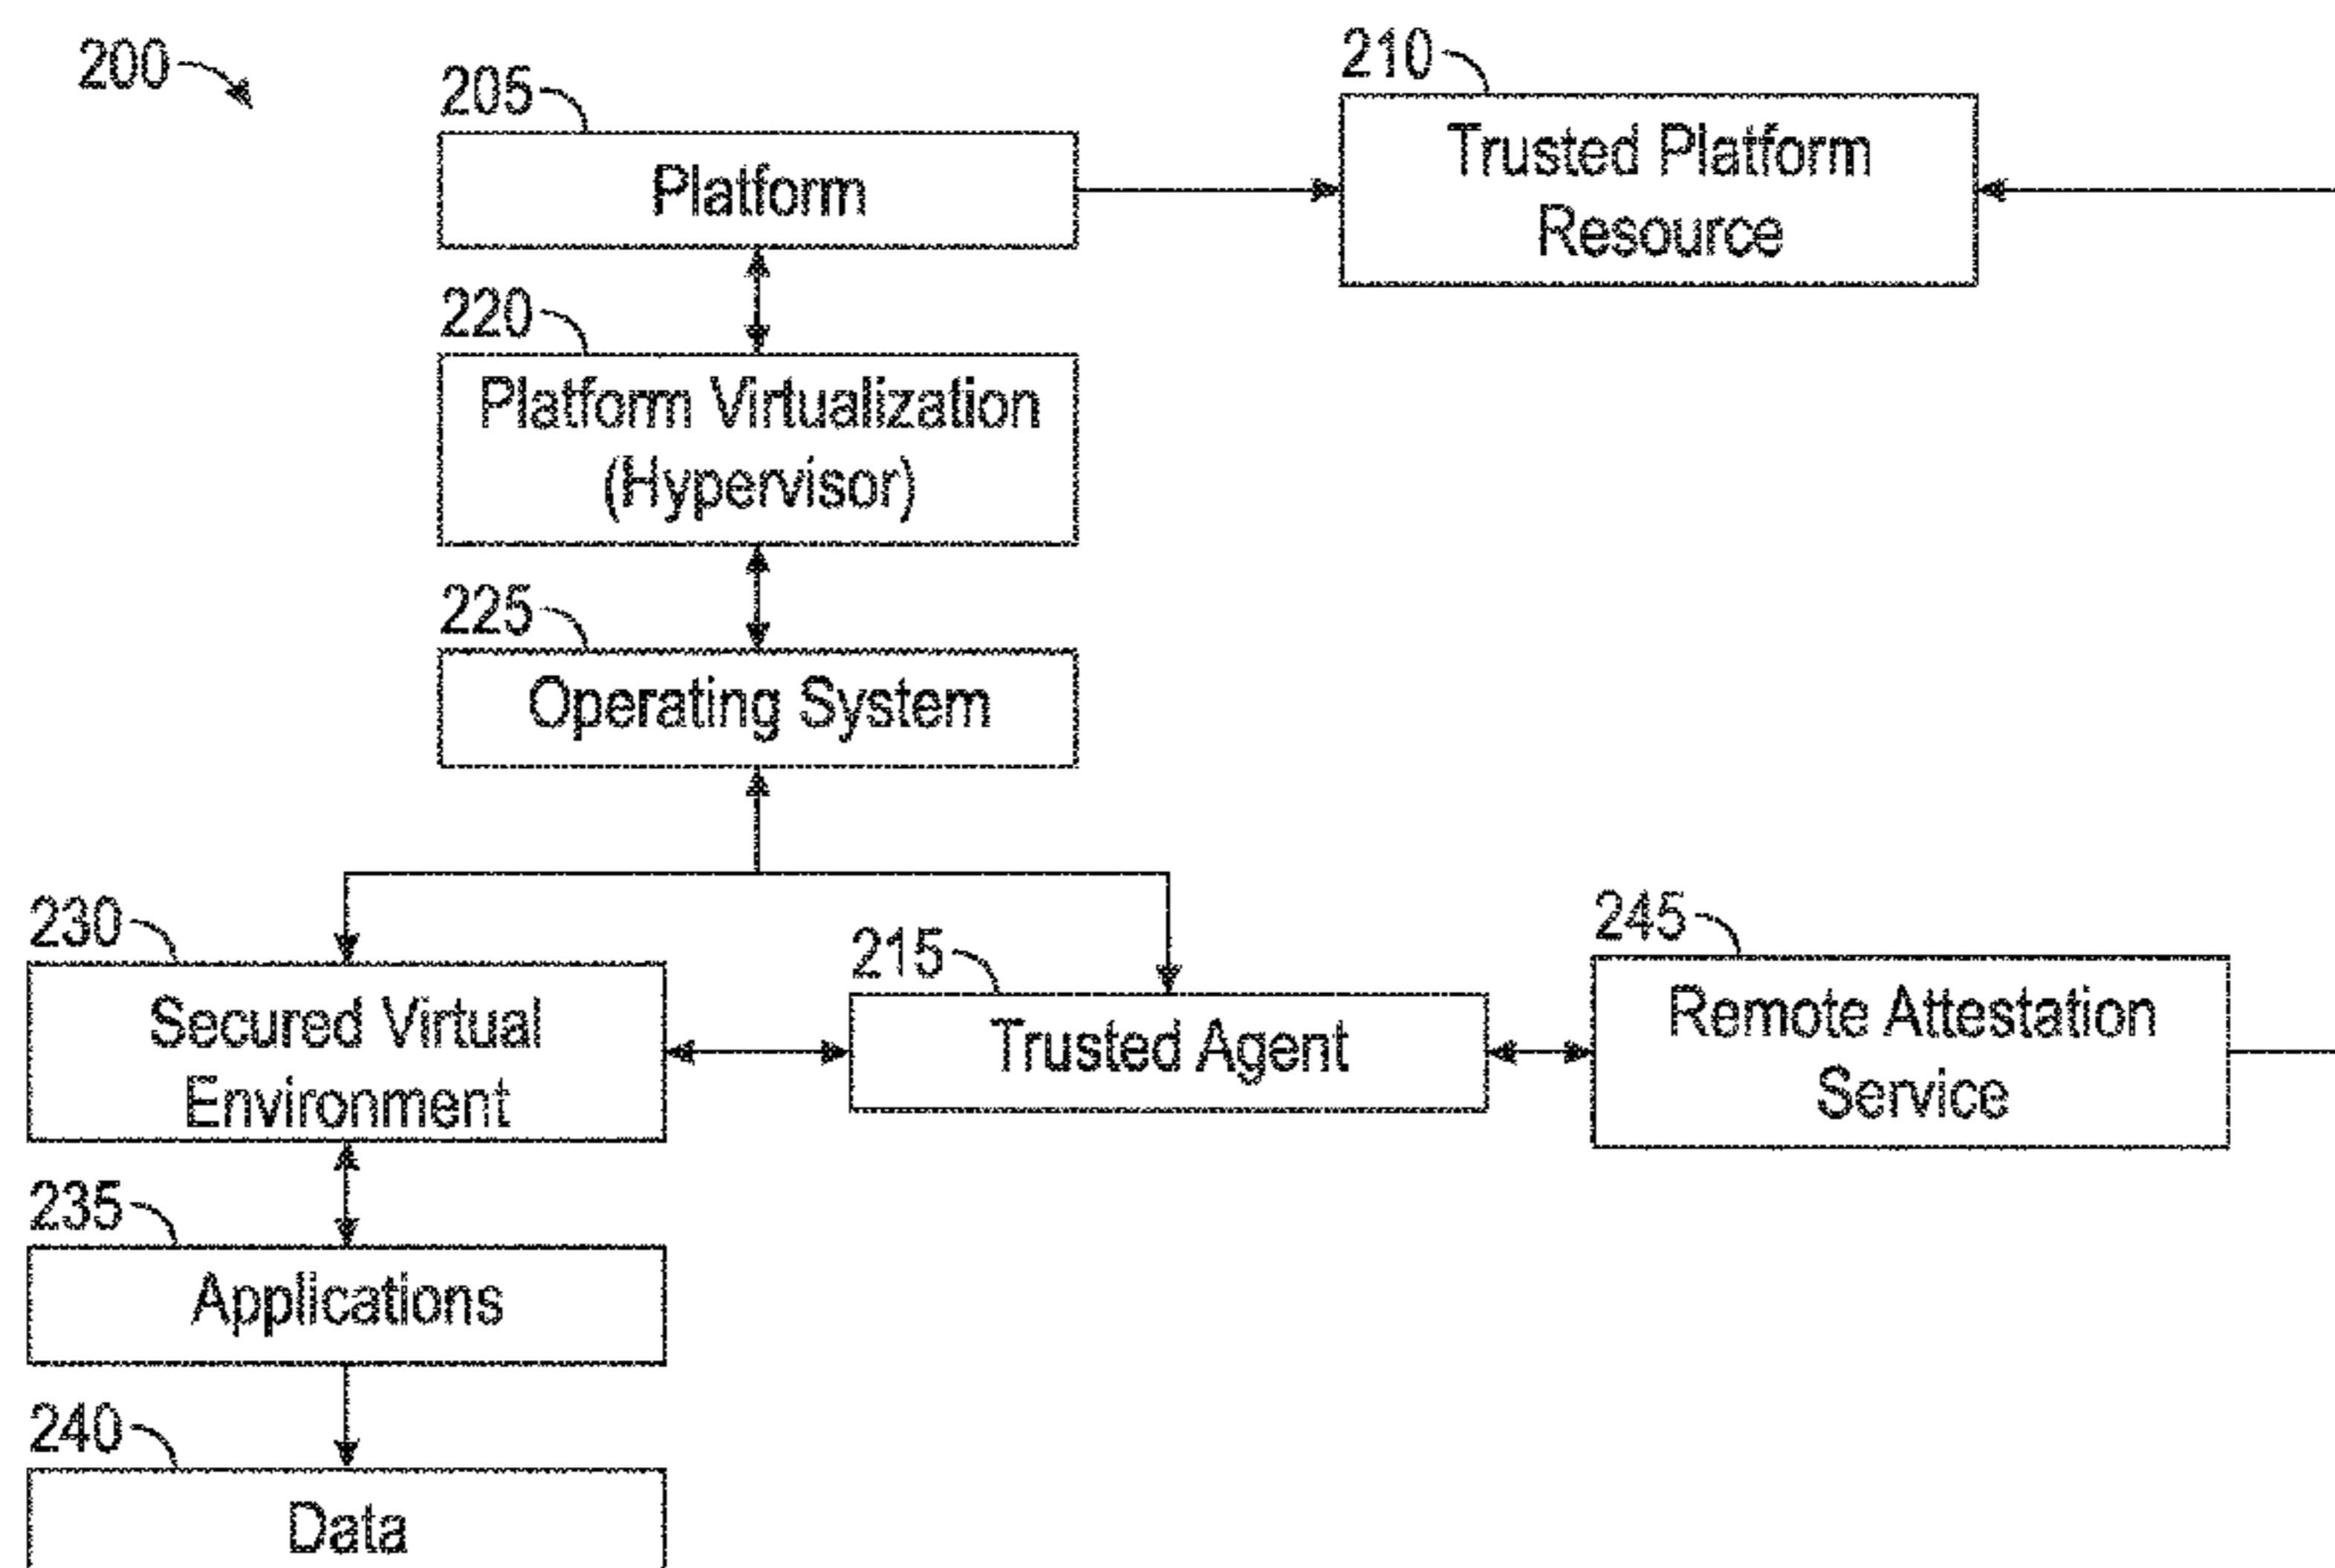 200
205
Platform
210
Trusted Platform
Resource
220
Platform Virtualization
(Hypervisor)
225
Operating System
230
Secured Virtual
Environment
215
Trusted Agent
245
Remote Attestation
Service
235
Applications
240
Data